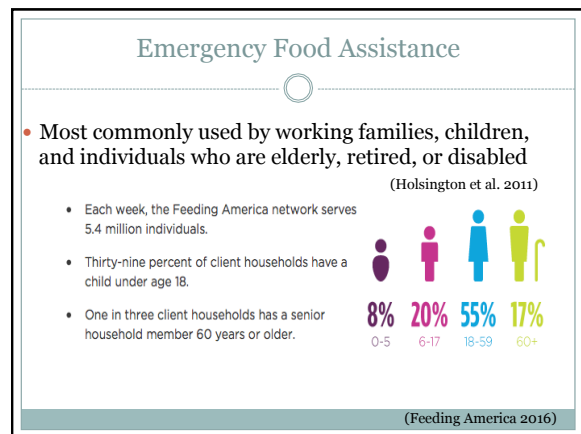 Emergency Food Assistance
• Most commonly used by working families, children,
and individuals who are elderly, retired, or disabled
(Holsington et al. 2011)
• Each week, the Feeding America network serves
5.4 million individuals.
• Thirty-nine percent of client households have a
child under age 18.
• One in three client households has a senior
household member 60 years or older.
8% 20% 55% 17%
0-5 6-17 18-59 60+
(Feeding America 2016)